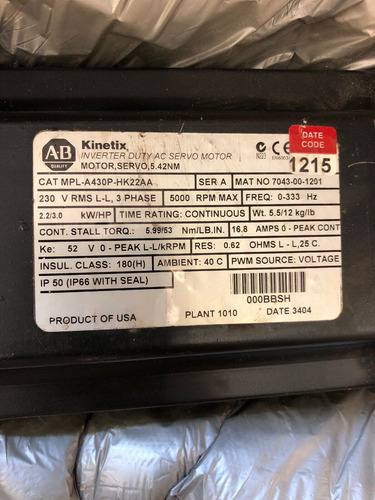 A·B
QUALITY
Kinetix™
INVERTER DUTY AC SERVO MOTOR
MOTOR,SERVO,5.42NM
CE
DATE
CODE
1215
CAT MPL-A430P-HK22AA SER A MAT NO 7043-00-1201
230 V RMS L-L, 3 PHASE 5000 RPM MAX FREQ: 0-333 Hz
2.2/3.0 kW/HP TIME RATING: CONTINUOUS Wt. 5.5/12 kg/lb
CONT. STALL TORQ.: 5.99/53 Nm/LB.IN. 16.8 AMPS 0 - PEAK CONT
Ke: 52 V 0 - PEAK L-L/kRPM RES: 0.62 OHMS L-L,25 C.
INSUL. CLASS: 180(H) AMBIENT: 40 C PWM SOURCE: VOLTAGE
IP 50 (IP66 WITH SEAL)
000BBSH
PRODUCT OF USA PLANT 1010 DATE 3404